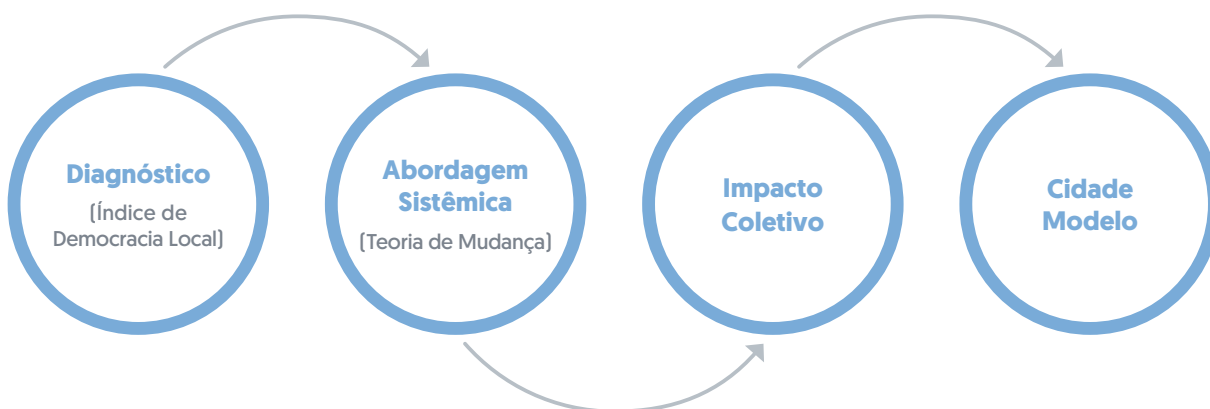 Diagnóstico
(Índice de
Democracia Local)
Abordagem
Sistêmica
(Teoria de Mudança)
Impacto
Coletivo
Cidade
Modelo